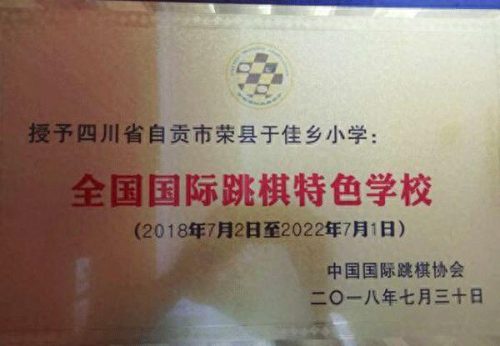 授予四川省自贡市荣县于佳乡小学：
全国国际跳棋特色学校
（2018年7月2日至2022年7月1日）
中国国际跳棋协会
二〇一八年七月三十日